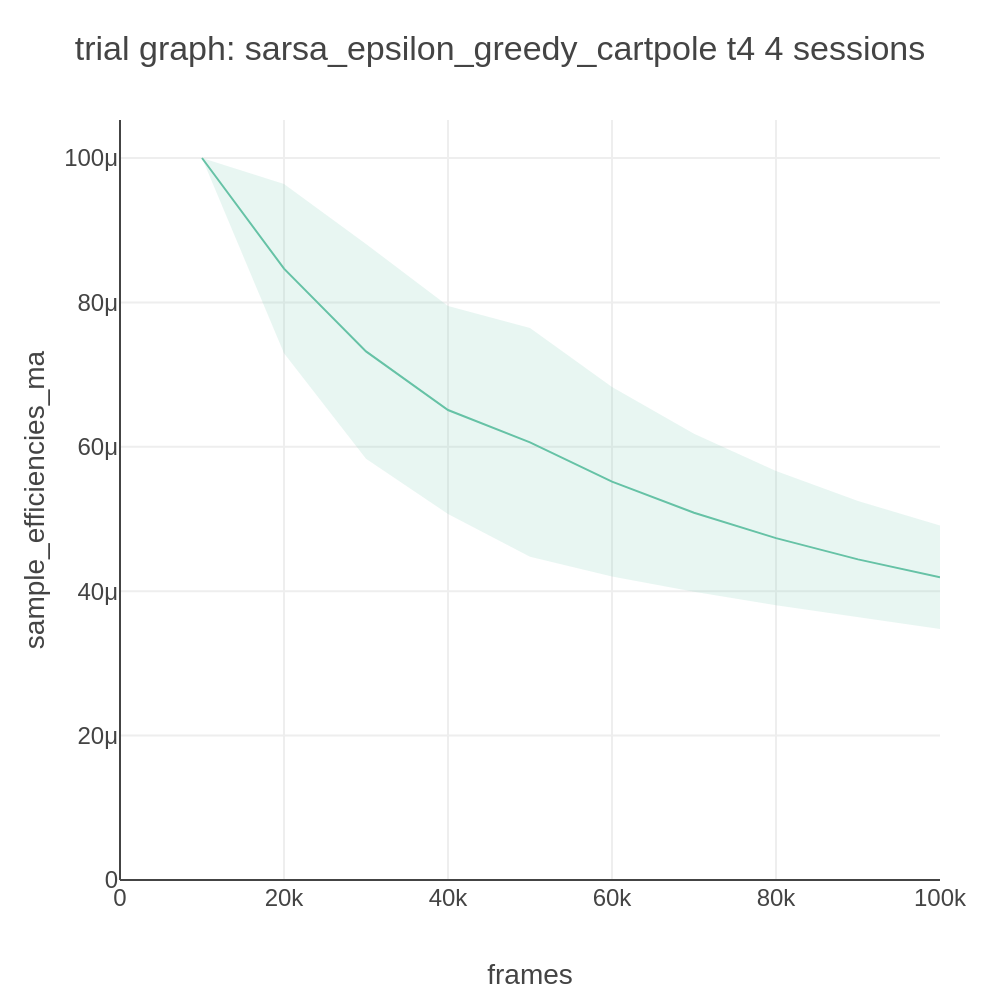 trial graph: sarsa_epsilon_greedy_cartpole t4 4 sessions
100μ
80μ
60μ
40μ
20μ
0
sample_efficiencies_ma
0
20k
40k
60k
80k
100k
frames